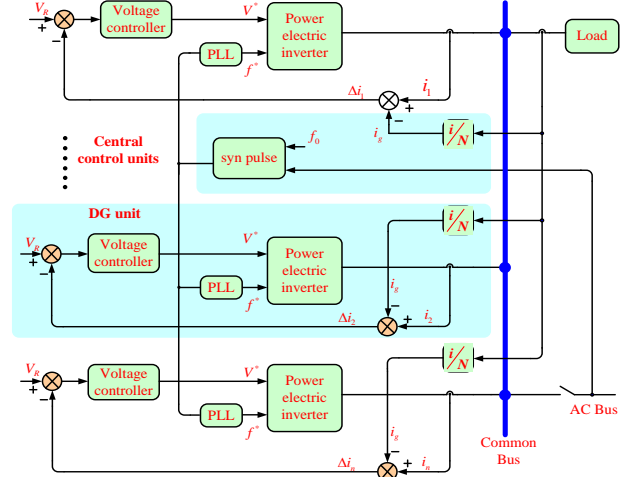 V_R
+
−
Voltage
controller
V*
PLL
f*
Power
electric
inverter
Load
Δi_1
+
−
i_1
i_g
i/N
Central
control units
syn pulse
f_0
DG unit
i/N
V_R
+
−
Voltage
controller
V*
PLL
f*
Power
electric
inverter
i_g
−
+
Δi_2
i_2
i/N
V_R
+
−
Voltage
controller
V*
PLL
f*
Power
electric
inverter
AC Bus
Common
Bus
i_g
−
+
Δi_n
i_n